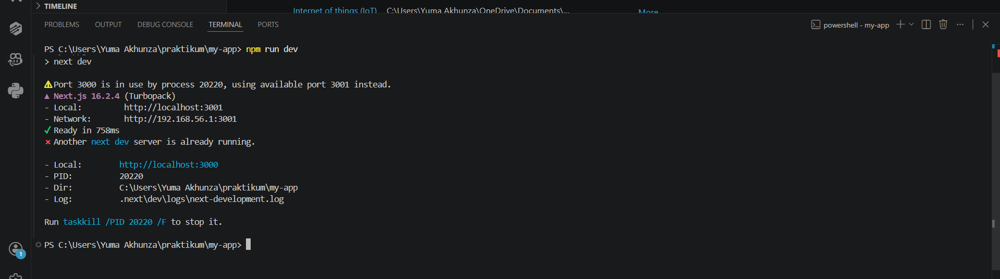 TIMELINE
Internet of things (IoT) C:\Users\Yuma Akhunza\OneDrive\Documents\... More
PROBLEMS OUTPUT DEBUG CONSOLE TERMINAL PORTS powershell - my-app
PS C:\Users\Yuma Akhunza\praktikum\my-app> npm run dev
> next dev
⚠Port 3000 is in use by process 20220, using available port 3001 instead.
▲ Next.js 16.2.4 (Turbopack)
- Local: http://localhost:3001
- Network: http://192.168.56.1:3001
✓ Ready in 758ms
× Another next dev server is already running.
- Local: http://localhost:3000
- PID: 20220
- Dir: C:\Users\Yuma Akhunza\praktikum\my-app
- Log: .next\dev\logs\next-development.log
Run taskkill /PID 20220 /F to stop it.
PS C:\Users\Yuma Akhunza\praktikum\my-app>
1